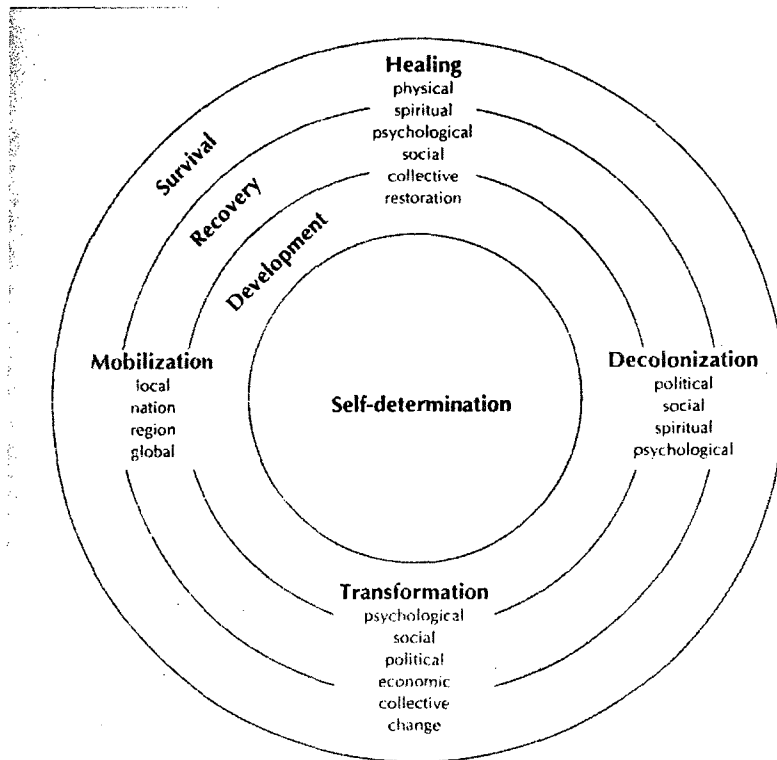 Healing
physical
spiritual
psychological
social
collective
restoration
Survival
Recovery
Development
Mobilization
local
nation
region
global
Self-determination
Decolonization
political
social
spiritual
psychological
Transformation
psychological
social
political
economic
collective
change